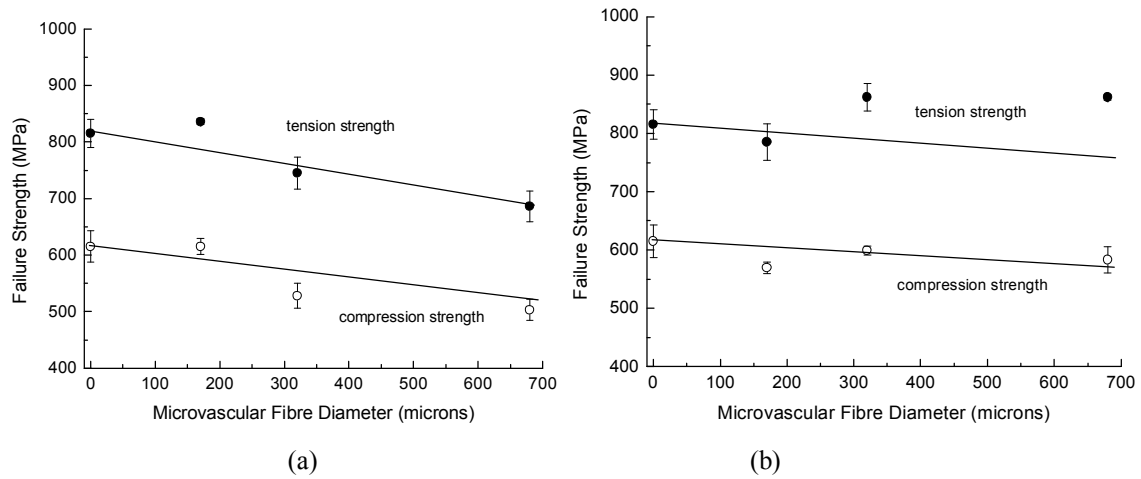 1000
900
800
700
600
500
400
Failure Strength (MPa)
tension strength
compression strength
0 100 200 300 400 500 600 700
Microvascular Fibre Diameter (microns)
(a)
1000
900
800
700
600
500
400
Failure Strength (MPa)
tension strength
compression strength
0 100 200 300 400 500 600 700
Microvascular Fibre Diameter (microns)
(b)